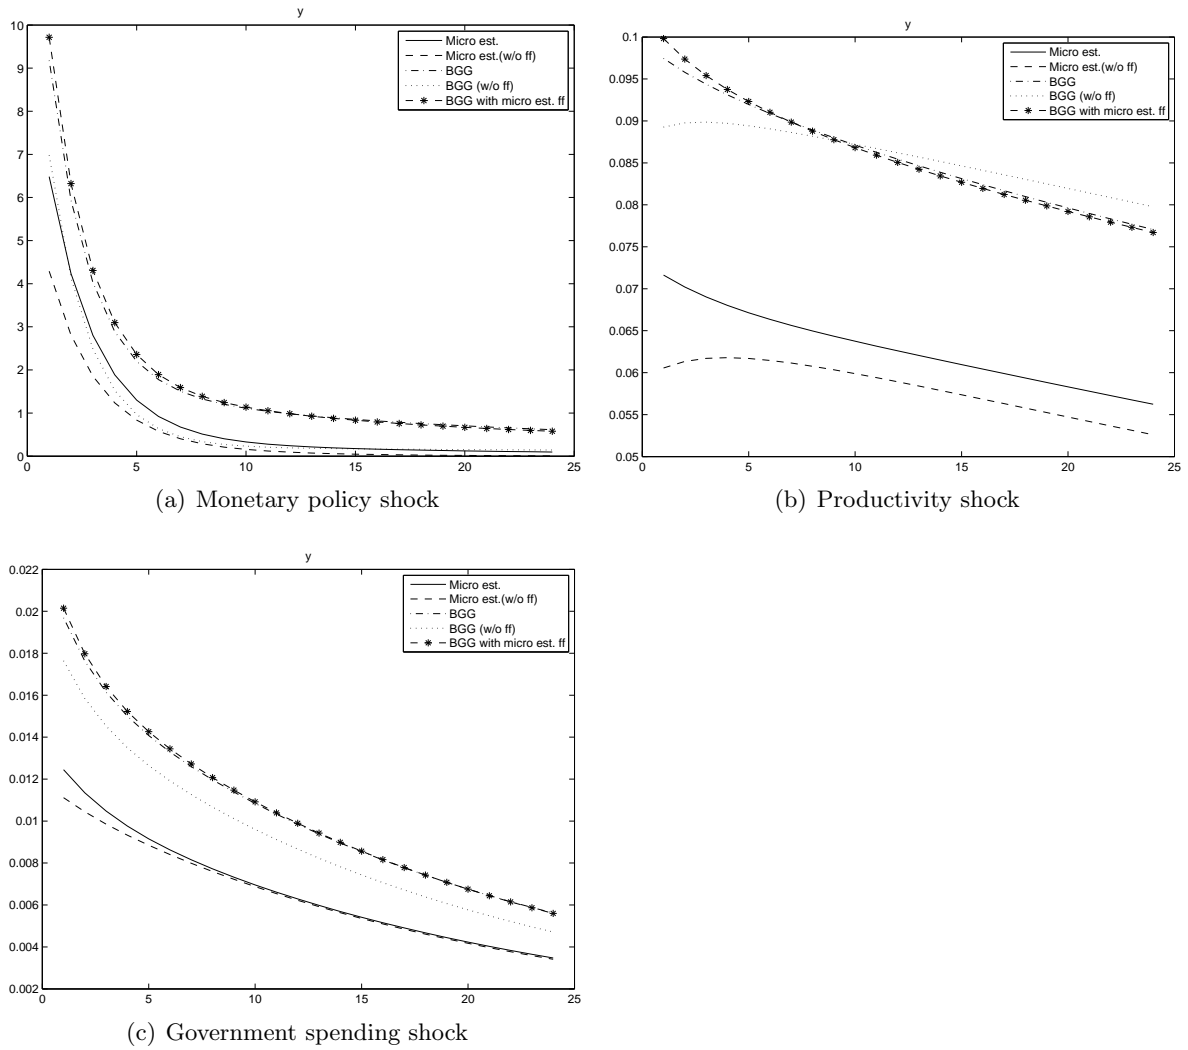 y
10
9
8
7
6
5
4
3
2
1
0
0 5 10 15 20 25
Micro est.
Micro est.(w/o ff)
BGG
BGG (w/o ff)
BGG with micro est. ff
(a) Monetary policy shock
y
0.1
0.095
0.09
0.085
0.08
0.075
0.07
0.065
0.06
0.055
0.05
0 5 10 15 20 25
Micro est.
Micro est.(w/o ff)
BGG
BGG (w/o ff)
BGG with micro est. ff
(b) Productivity shock
y
0.022
0.02
0.018
0.016
0.014
0.012
0.01
0.008
0.006
0.004
0.002
0 5 10 15 20 25
Micro est.
Micro est.(w/o ff)
BGG
BGG (w/o ff)
BGG with micro est. ff
(c) Government spending shock